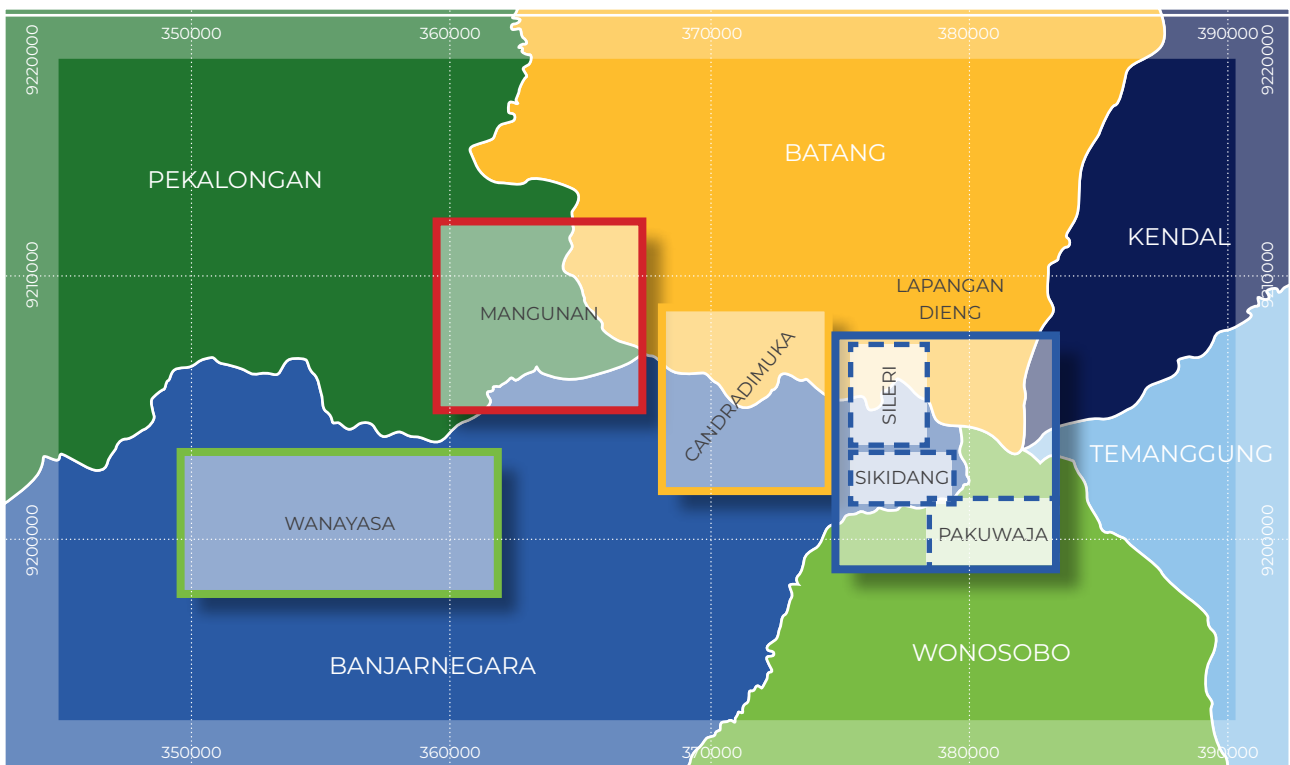 350000
360000
370000
380000
3900000
9220000
9220000
BATANG
PEKALONGAN
KENDAL
9210000
9210000
LAPANGAN
DIENG
MANGUNAN
CANDRADIMUKA
SILERI
TEMANGGUNG
SIKIDANG
WANAYASA
PAKUWAJA
9200000
9200000
WONOSOBO
BANJARNEGARA
350000
360000
370000
380000
390000